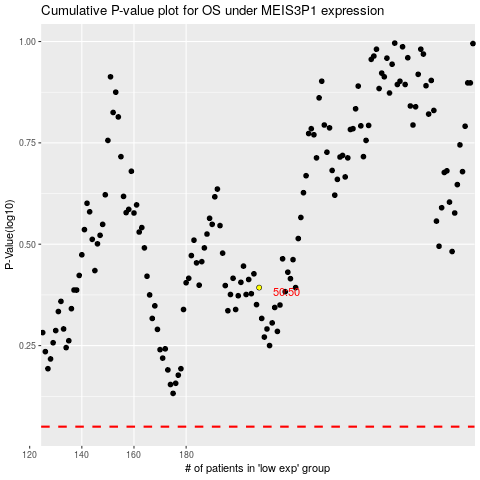 Cumulative P-value plot for OS under MEIS3P1 expression
P-Value(log10)
1.00
0.75
0.50
0.25
50-50
120 140 160 180
# of patients in 'low exp' group